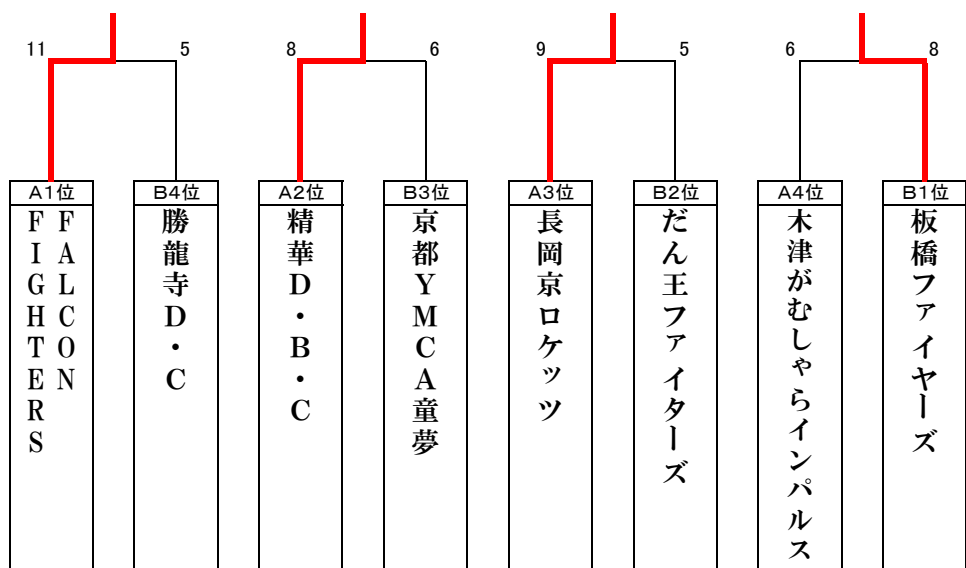 11 5 8 6 9 5 6 8
A1位 B4位 A2位 B3位 A3位 B2位 A4位 B1位
FALCON
FIGHTERS
勝龍寺D・C
精華D・B・C
京都YMCA童夢
長岡京ロケッツ
だん王ファイターズ
木津がむしゃらインパルス
板橋ファイヤーズ